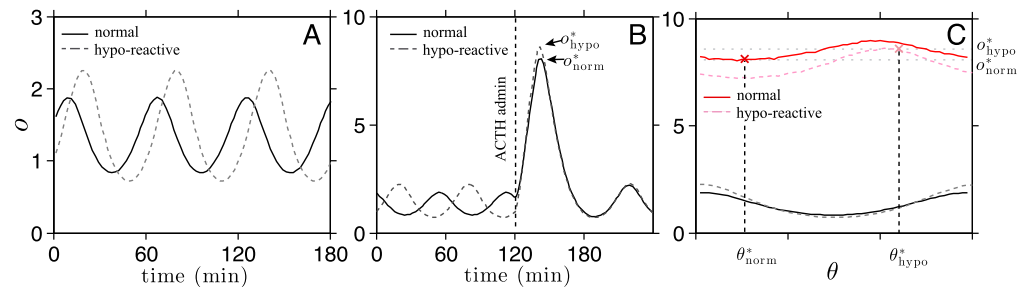 A
normal
hypo-reactive
3
2
1
0
o
0
60
120
180
time (min)
B
normal
hypo-reactive
o*hypo
o*norm
ACTH admin
10
5
0
0
60
120
180
time (min)
C
normal
hypo-reactive
o*hypo
o*norm
10
5
0
θ*norm
θ*hypo
θ